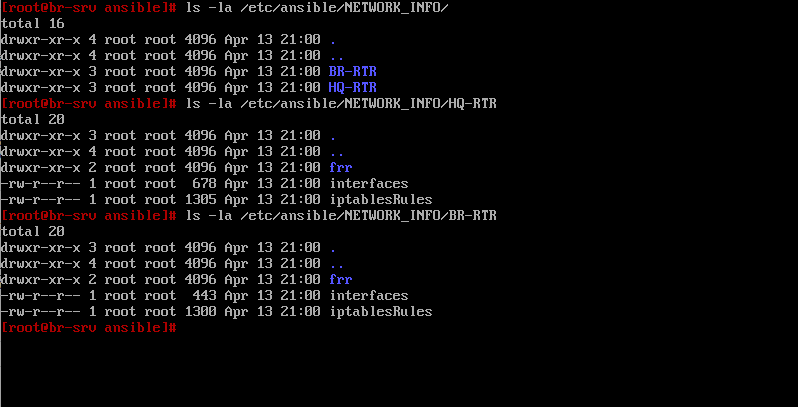 [root@br-srv ansible]# ls -la /etc/ansible/NETWORK_INFO/
total 16
drwxr-xr-x 4 root root 4096 Apr 13 21:00 .
drwxr-xr-x 4 root root 4096 Apr 13 21:00 ..
drwxr-xr-x 3 root root 4096 Apr 13 21:00 BR-RTR
drwxr-xr-x 3 root root 4096 Apr 13 21:00 HQ-RTR
[root@br-srv ansible]# ls -la /etc/ansible/NETWORK_INFO/HQ-RTR
total 20
drwxr-xr-x 3 root root 4096 Apr 13 21:00 .
drwxr-xr-x 4 root root 4096 Apr 13 21:00 ..
drwxr-xr-x 2 root root 4096 Apr 13 21:00 frr
-rw-r--r-- 1 root root  678 Apr 13 21:00 interfaces
-rw-r--r-- 1 root root 1305 Apr 13 21:00 iptablesRules
[root@br-srv ansible]# ls -la /etc/ansible/NETWORK_INFO/BR-RTR
total 20
drwxr-xr-x 3 root root 4096 Apr 13 21:00 .
drwxr-xr-x 4 root root 4096 Apr 13 21:00 ..
drwxr-xr-x 2 root root 4096 Apr 13 21:00 frr
-rw-r--r-- 1 root root  443 Apr 13 21:00 interfaces
-rw-r--r-- 1 root root 1300 Apr 13 21:00 iptablesRules
[root@br-srv ansible]#